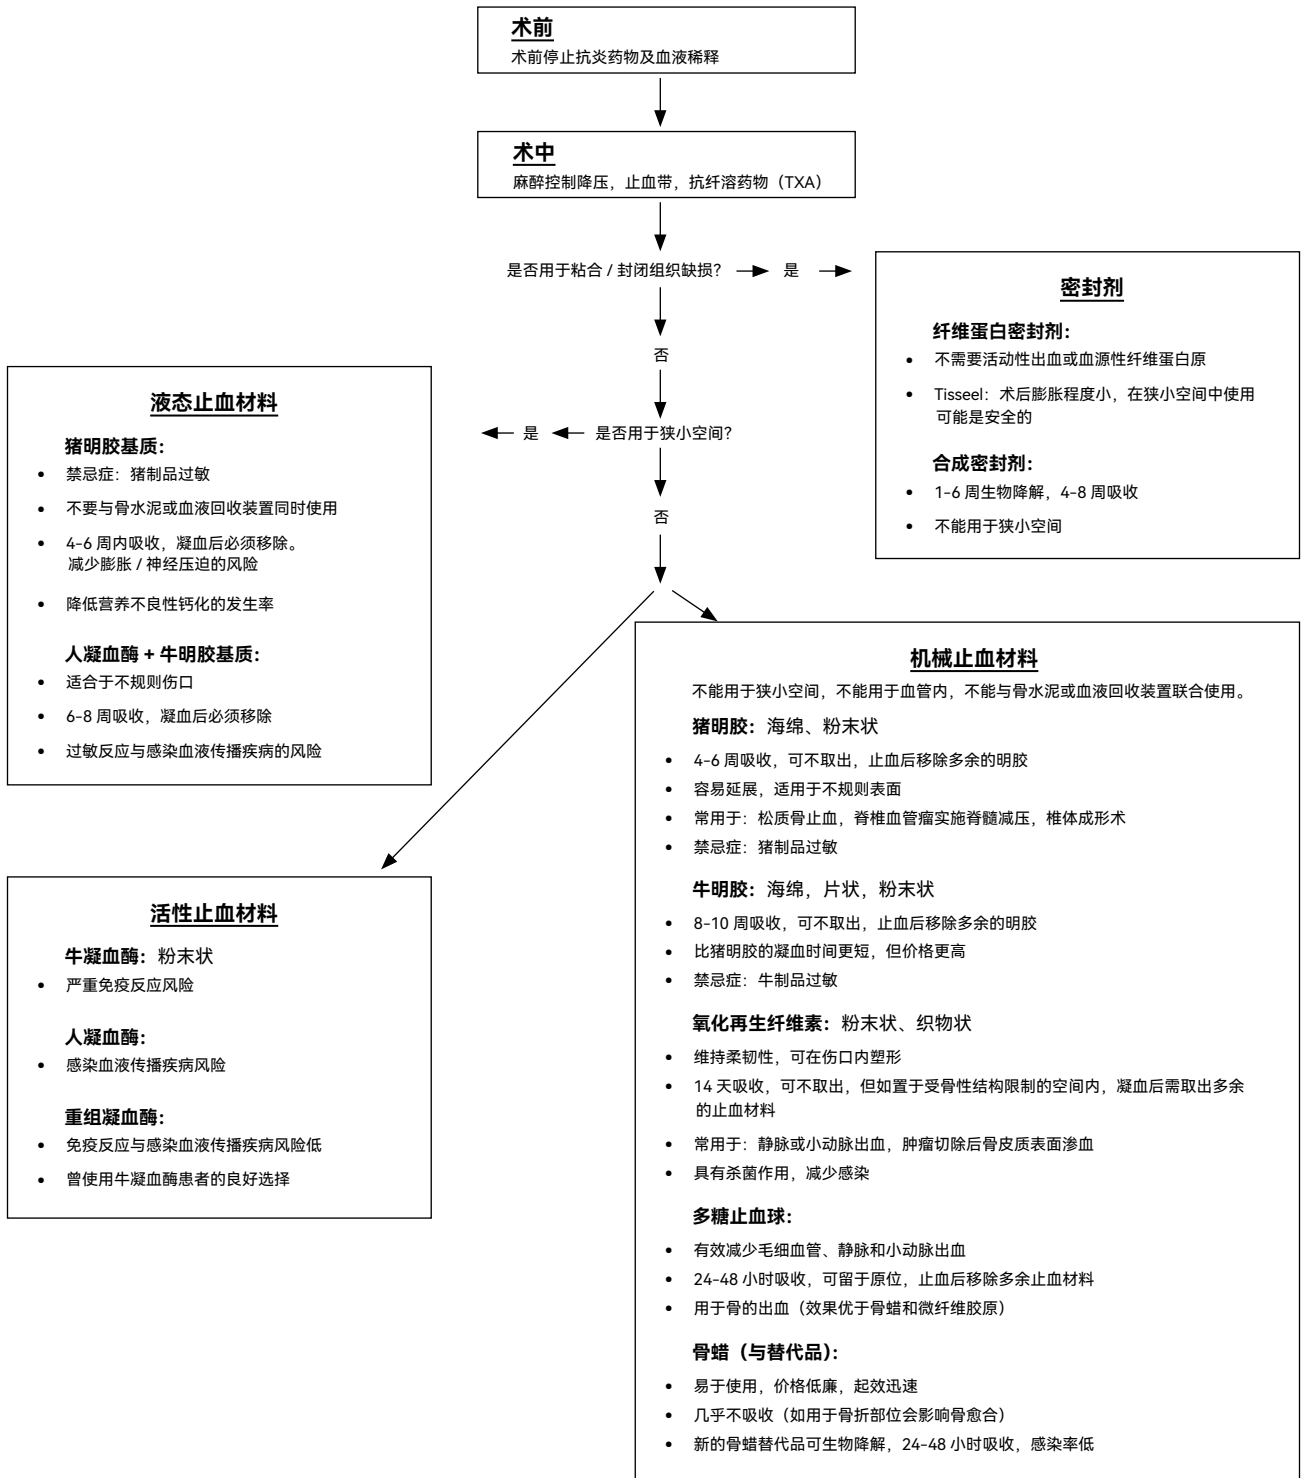 术前
术前停止抗炎药物及血液稀释
术中
麻醉控制降压，止血带，抗纤溶药物（TXA）
是否用于粘合 / 封闭组织缺损？
是
密封剂
纤维蛋白密封剂：
• 不需要活动性出血或血源性纤维蛋白原
• Tisseel：术后膨胀程度小，在狭小空间中使用
可能是安全的
合成密封剂：
• 1-6 周生物降解，4-8 周吸收
• 不能用于狭小空间
否
是否用于狭小空间？
是
液态止血材料
猪明胶基质：
• 禁忌症：猪制品过敏
• 不要与骨水泥或血液回收装置同时使用
• 4-6 周内吸收，凝血后必须移除。
减少膨胀 / 神经压迫的风险
• 降低营养不良性钙化的发生率
人凝血酶 + 牛明胶基质：
• 适合于不规则伤口
• 6-8 周吸收，凝血后必须移除
• 过敏反应与感染血液传播疾病的风险
否
活性止血材料
牛凝血酶：粉末状
• 严重免疫反应风险
人凝血酶：
• 感染血液传播疾病风险
重组凝血酶：
• 免疫反应与感染血液传播疾病风险低
• 曾使用牛凝血酶患者的良好选择
机械止血材料
不能用于狭小空间，不能用于血管内，不能与骨水泥或血液回收装置联合使用。
猪明胶：海绵、粉末状
• 4-6 周吸收，可不取出，止血后移除多余的明胶
• 容易延展，适用于不规则表面
• 常用于：松质骨止血，脊椎血管瘤实施脊髓减压，椎体成形术
• 禁忌症：猪制品过敏
牛明胶：海绵，片状，粉末状
• 8-10 周吸收，可不取出，止血后移除多余的明胶
• 比猪明胶的凝血时间更短，但价格更高
• 禁忌症：牛制品过敏
氧化再生纤维素：粉末状、织物状
• 维持柔韧性，可在伤口内塑形
• 14 天吸收，可不取出，但如置于受骨性结构限制的空间内，凝血后需取出多余
的止血材料
• 常用于：静脉或小动脉出血，肿瘤切除后骨皮质表面渗血
• 具有杀菌作用，减少感染
多糖止血球：
• 有效减少毛细血管、静脉和小动脉出血
• 24-48 小时吸收，可留于原位，止血后移除多余止血材料
• 用于骨的出血（效果优于骨蜡和微纤维胶原）
骨蜡（与替代品）：
• 易于使用，价格低廉，起效迅速
• 几乎不吸收（如用于骨折部位会影响骨愈合）
• 新的骨蜡替代品可生物降解，24-48 小时吸收，感染率低